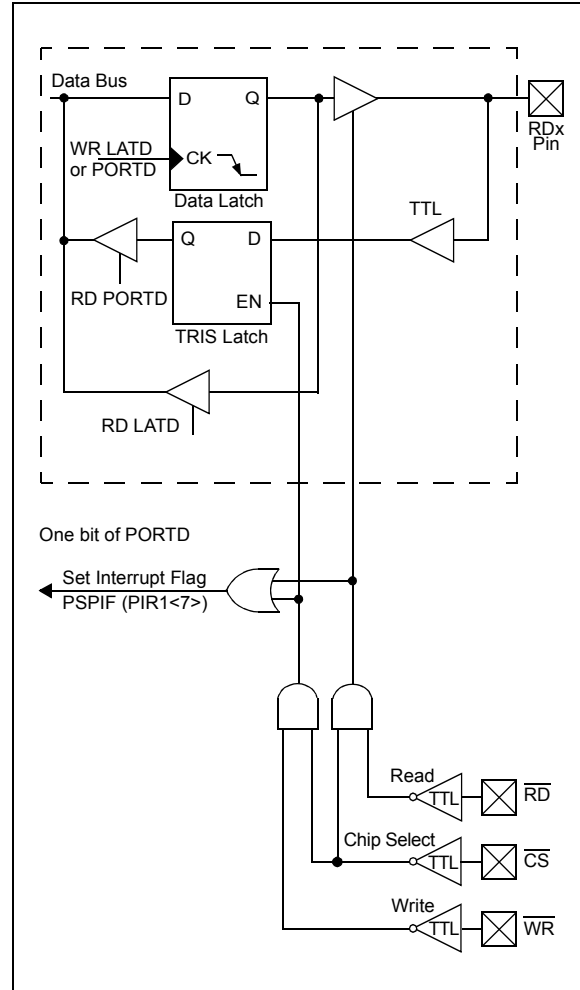 Data Bus
D
Q
RDx
Pin
WR LATD
or PORTD
CK
Data Latch
TTL
Q
D
RD PORTD
EN
TRIS Latch
RD LATD
One bit of PORTD
Set Interrupt Flag
PSPIF (PIR1<7>)
Read
TTL
RD
Chip Select
TTL
CS
Write
TTL
WR